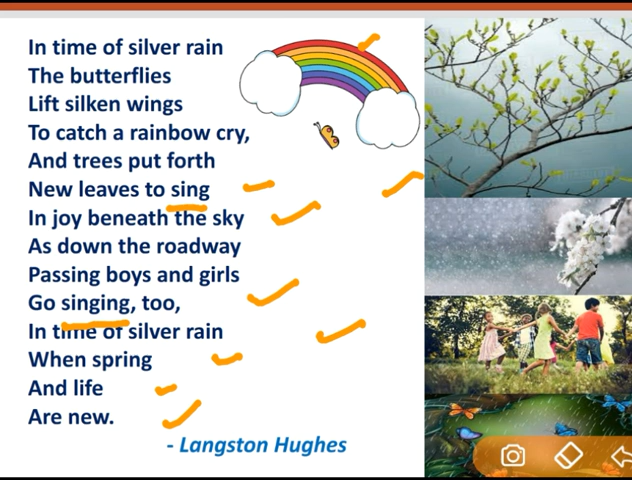 In time of silver rain
The butterflies
Lift silken wings
To catch a rainbow cry,
And trees put forth
New leaves to sing
In joy beneath the sky
As down the roadway
Passing boys and girls
Go singing, too,
In time of silver rain
When spring
And life
Are new.
- Langston Hughes